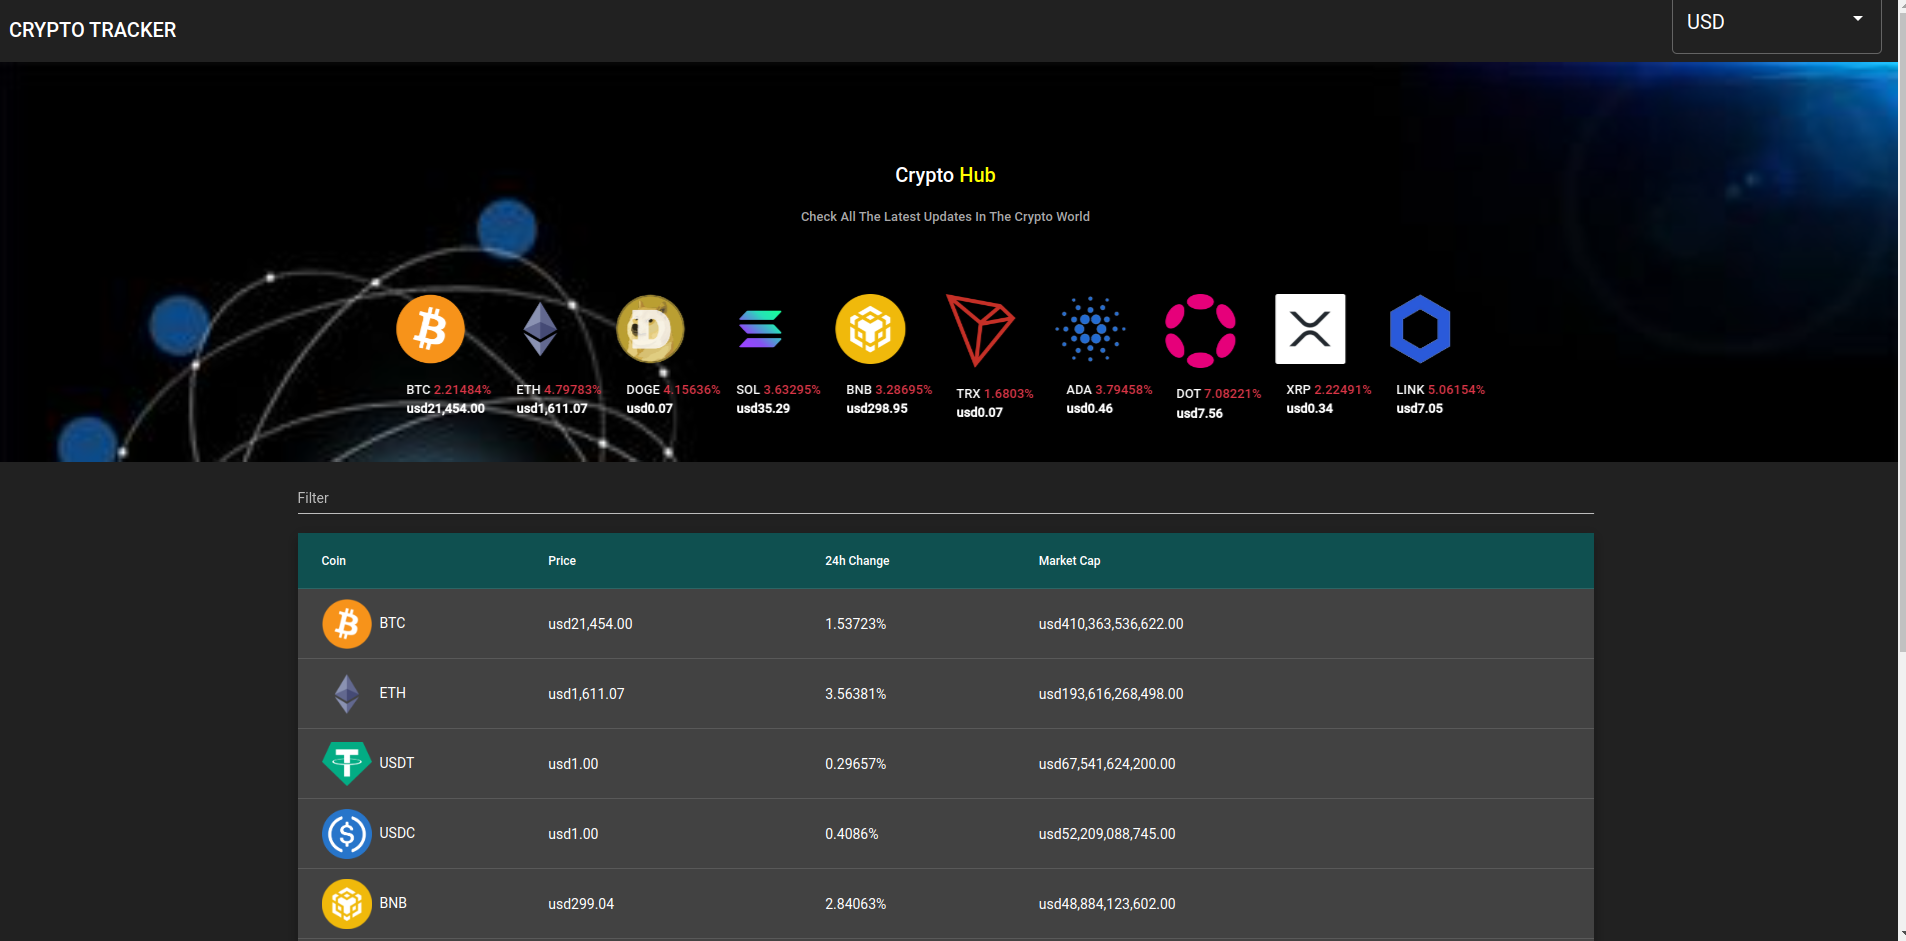 CRYPTO TRACKER
USD
Crypto Hub
Check All The Latest Updates In The Crypto World
BTC 2.21484%
usd21,454.00
ETH 4.79783%
usd1,611.07
DOGE 4.15636%
usd0.07
SOL 3.63295%
usd35.29
BNB 3.28695%
usd298.95
TRX 1.6803%
usd0.07
ADA 3.79458%
usd0.46
DOT 7.08221%
usd7.56
XRP 2.22491%
usd0.34
LINK 5.06154%
usd7.05
Filter
Coin Price 24h Change Market Cap
BTC usd21,454.00 1.53723% usd410,363,536,622.00
ETH usd1,611.07 3.56381% usd193,616,268,498.00
USDT usd1.00 0.29657% usd67,541,624,200.00
USDC usd1.00 0.4086% usd52,209,088,745.00
BNB usd299.04 2.84063% usd48,884,123,602.00